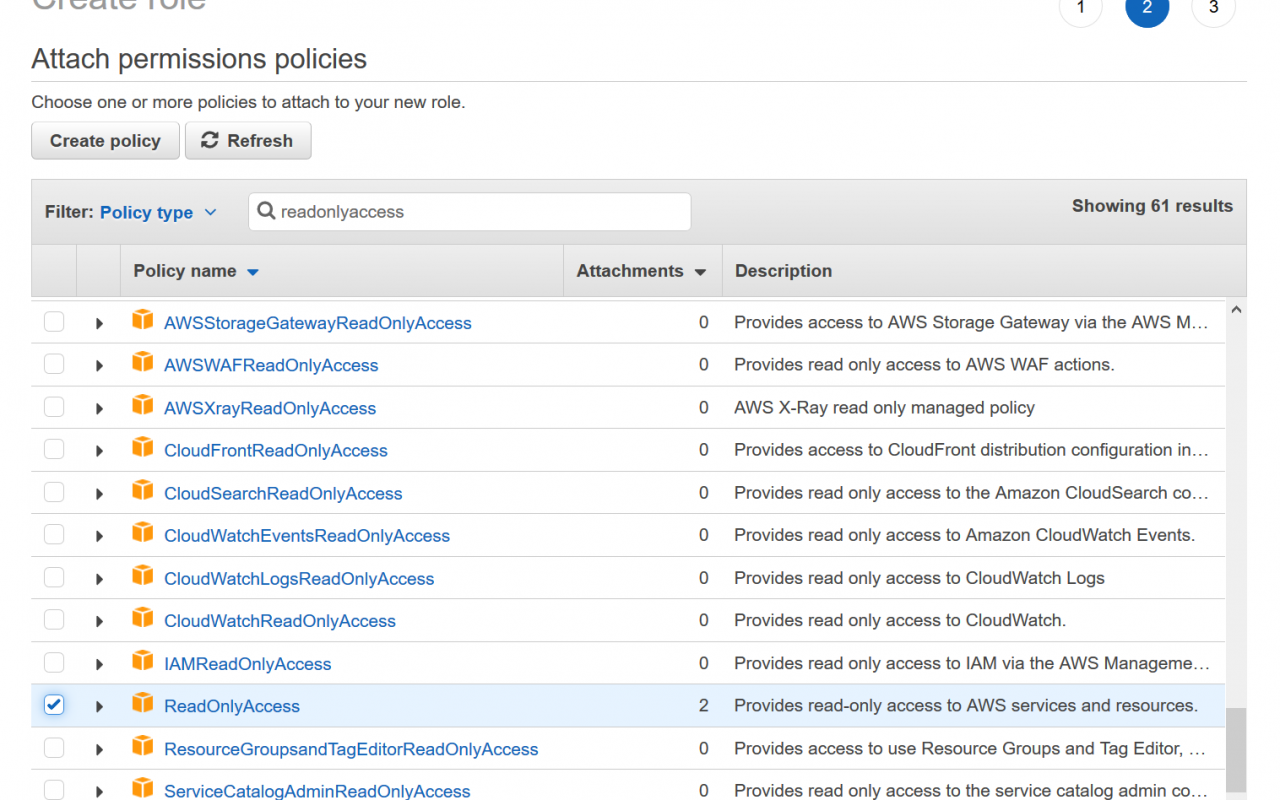 Create role
1 2 3
Attach permissions policies
Choose one or more policies to attach to your new role.
Create policy Refresh
Filter: Policy type readonlyaccess Showing 61 results
Policy name Attachments Description
AWSStorageGatewayReadOnlyAccess 0 Provides access to AWS Storage Gateway via the AWS M…
AWSWAFReadOnlyAccess 0 Provides read only access to AWS WAF actions.
AWSXrayReadOnlyAccess 0 AWS X-Ray read only managed policy
CloudFrontReadOnlyAccess 0 Provides access to CloudFront distribution configuration in…
CloudSearchReadOnlyAccess 0 Provides read only access to the Amazon CloudSearch co…
CloudWatchEventsReadOnlyAccess 0 Provides read only access to Amazon CloudWatch Events.
CloudWatchLogsReadOnlyAccess 0 Provides read only access to CloudWatch Logs
CloudWatchReadOnlyAccess 0 Provides read only access to CloudWatch.
IAMReadOnlyAccess 0 Provides read only access to IAM via the AWS Manageme…
ReadOnlyAccess 2 Provides read-only access to AWS services and resources.
ResourceGroupsandTagEditorReadOnlyAccess 0 Provides access to use Resource Groups and Tag Editor, …
ServiceCatalogAdminReadOnlyAccess 0 Provides read only access to the service catalog admin co…